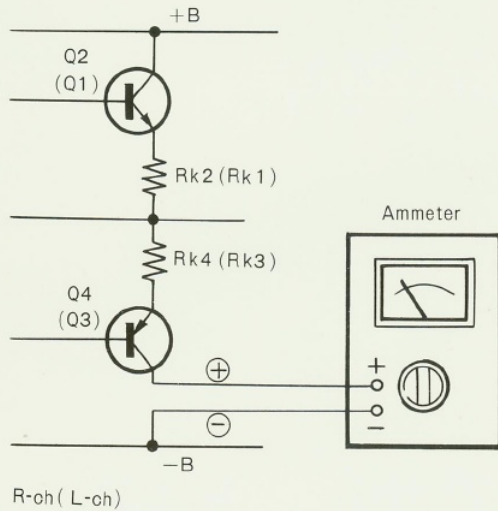 +B
Q2
(Q1)
Rk2(Rk1)
Ammeter
Rk4(Rk3)
Q4
(Q3)
+
+
−
−
−B
R-ch(L-ch)